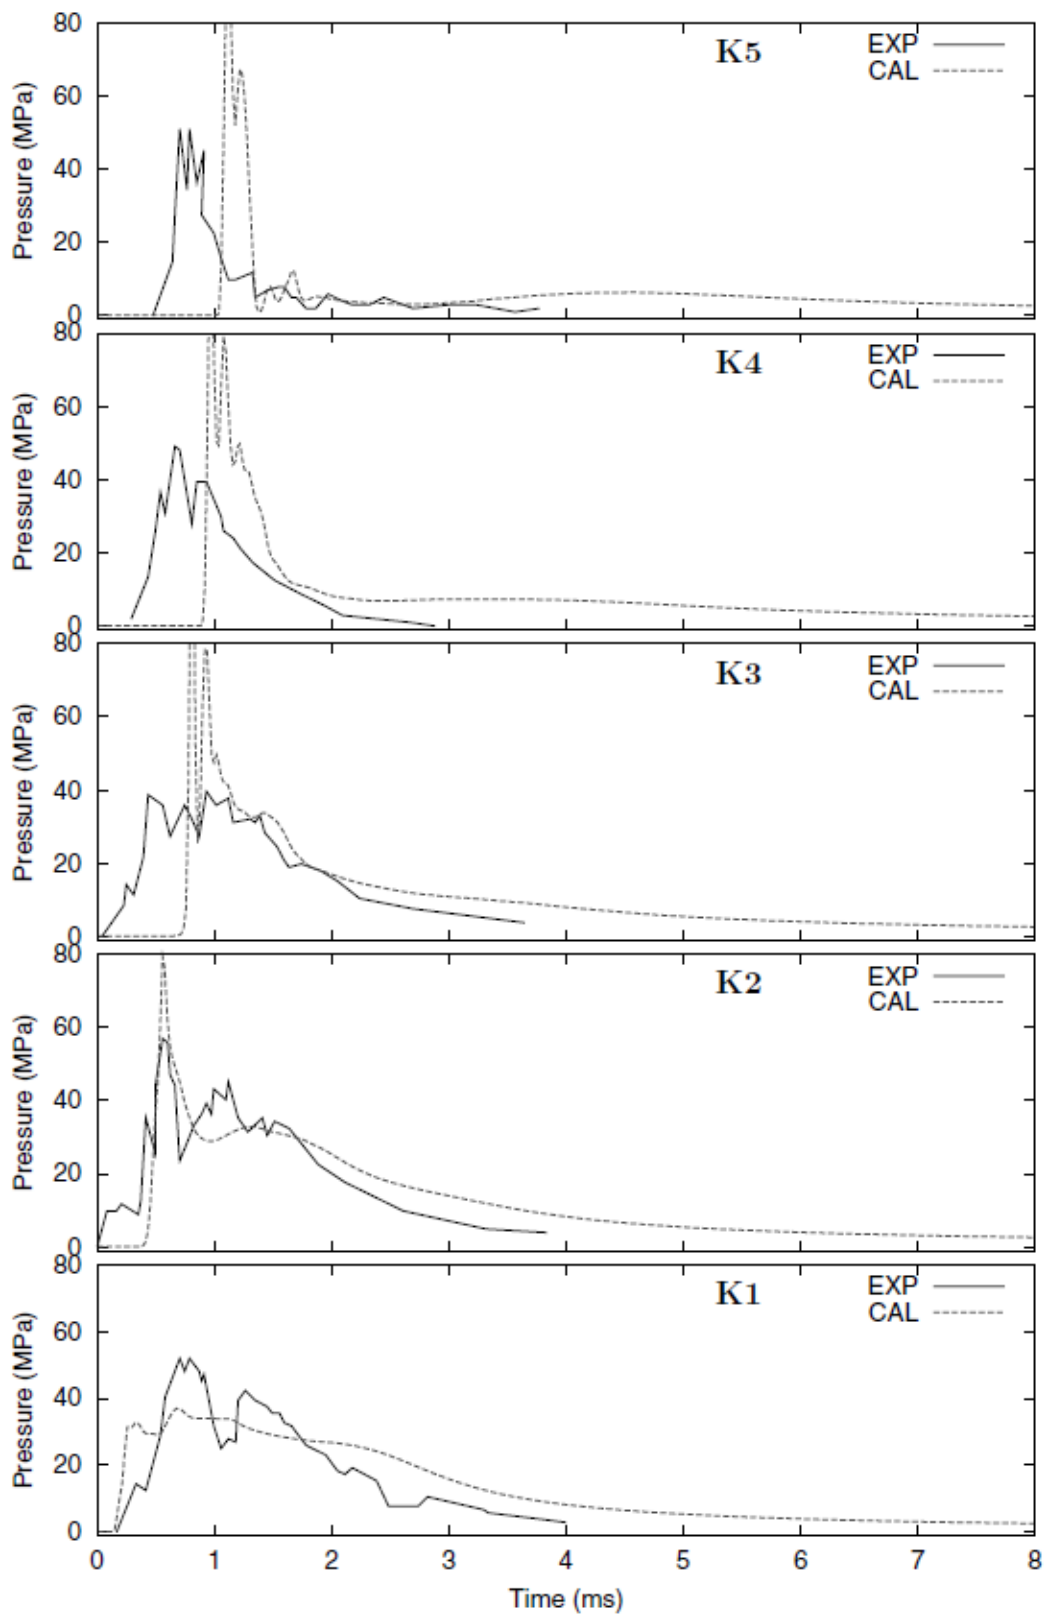 80
K5
EXP
CAL
60
40
20
0
Pressure (MPa)
80
K4
EXP
CAL
60
40
20
0
Pressure (MPa)
80
K3
EXP
CAL
60
40
20
0
Pressure (MPa)
80
K2
EXP
CAL
60
40
20
0
Pressure (MPa)
80
K1
EXP
CAL
60
40
20
0
Pressure (MPa)
0 1 2 3 4 5 6 7 8
Time (ms)